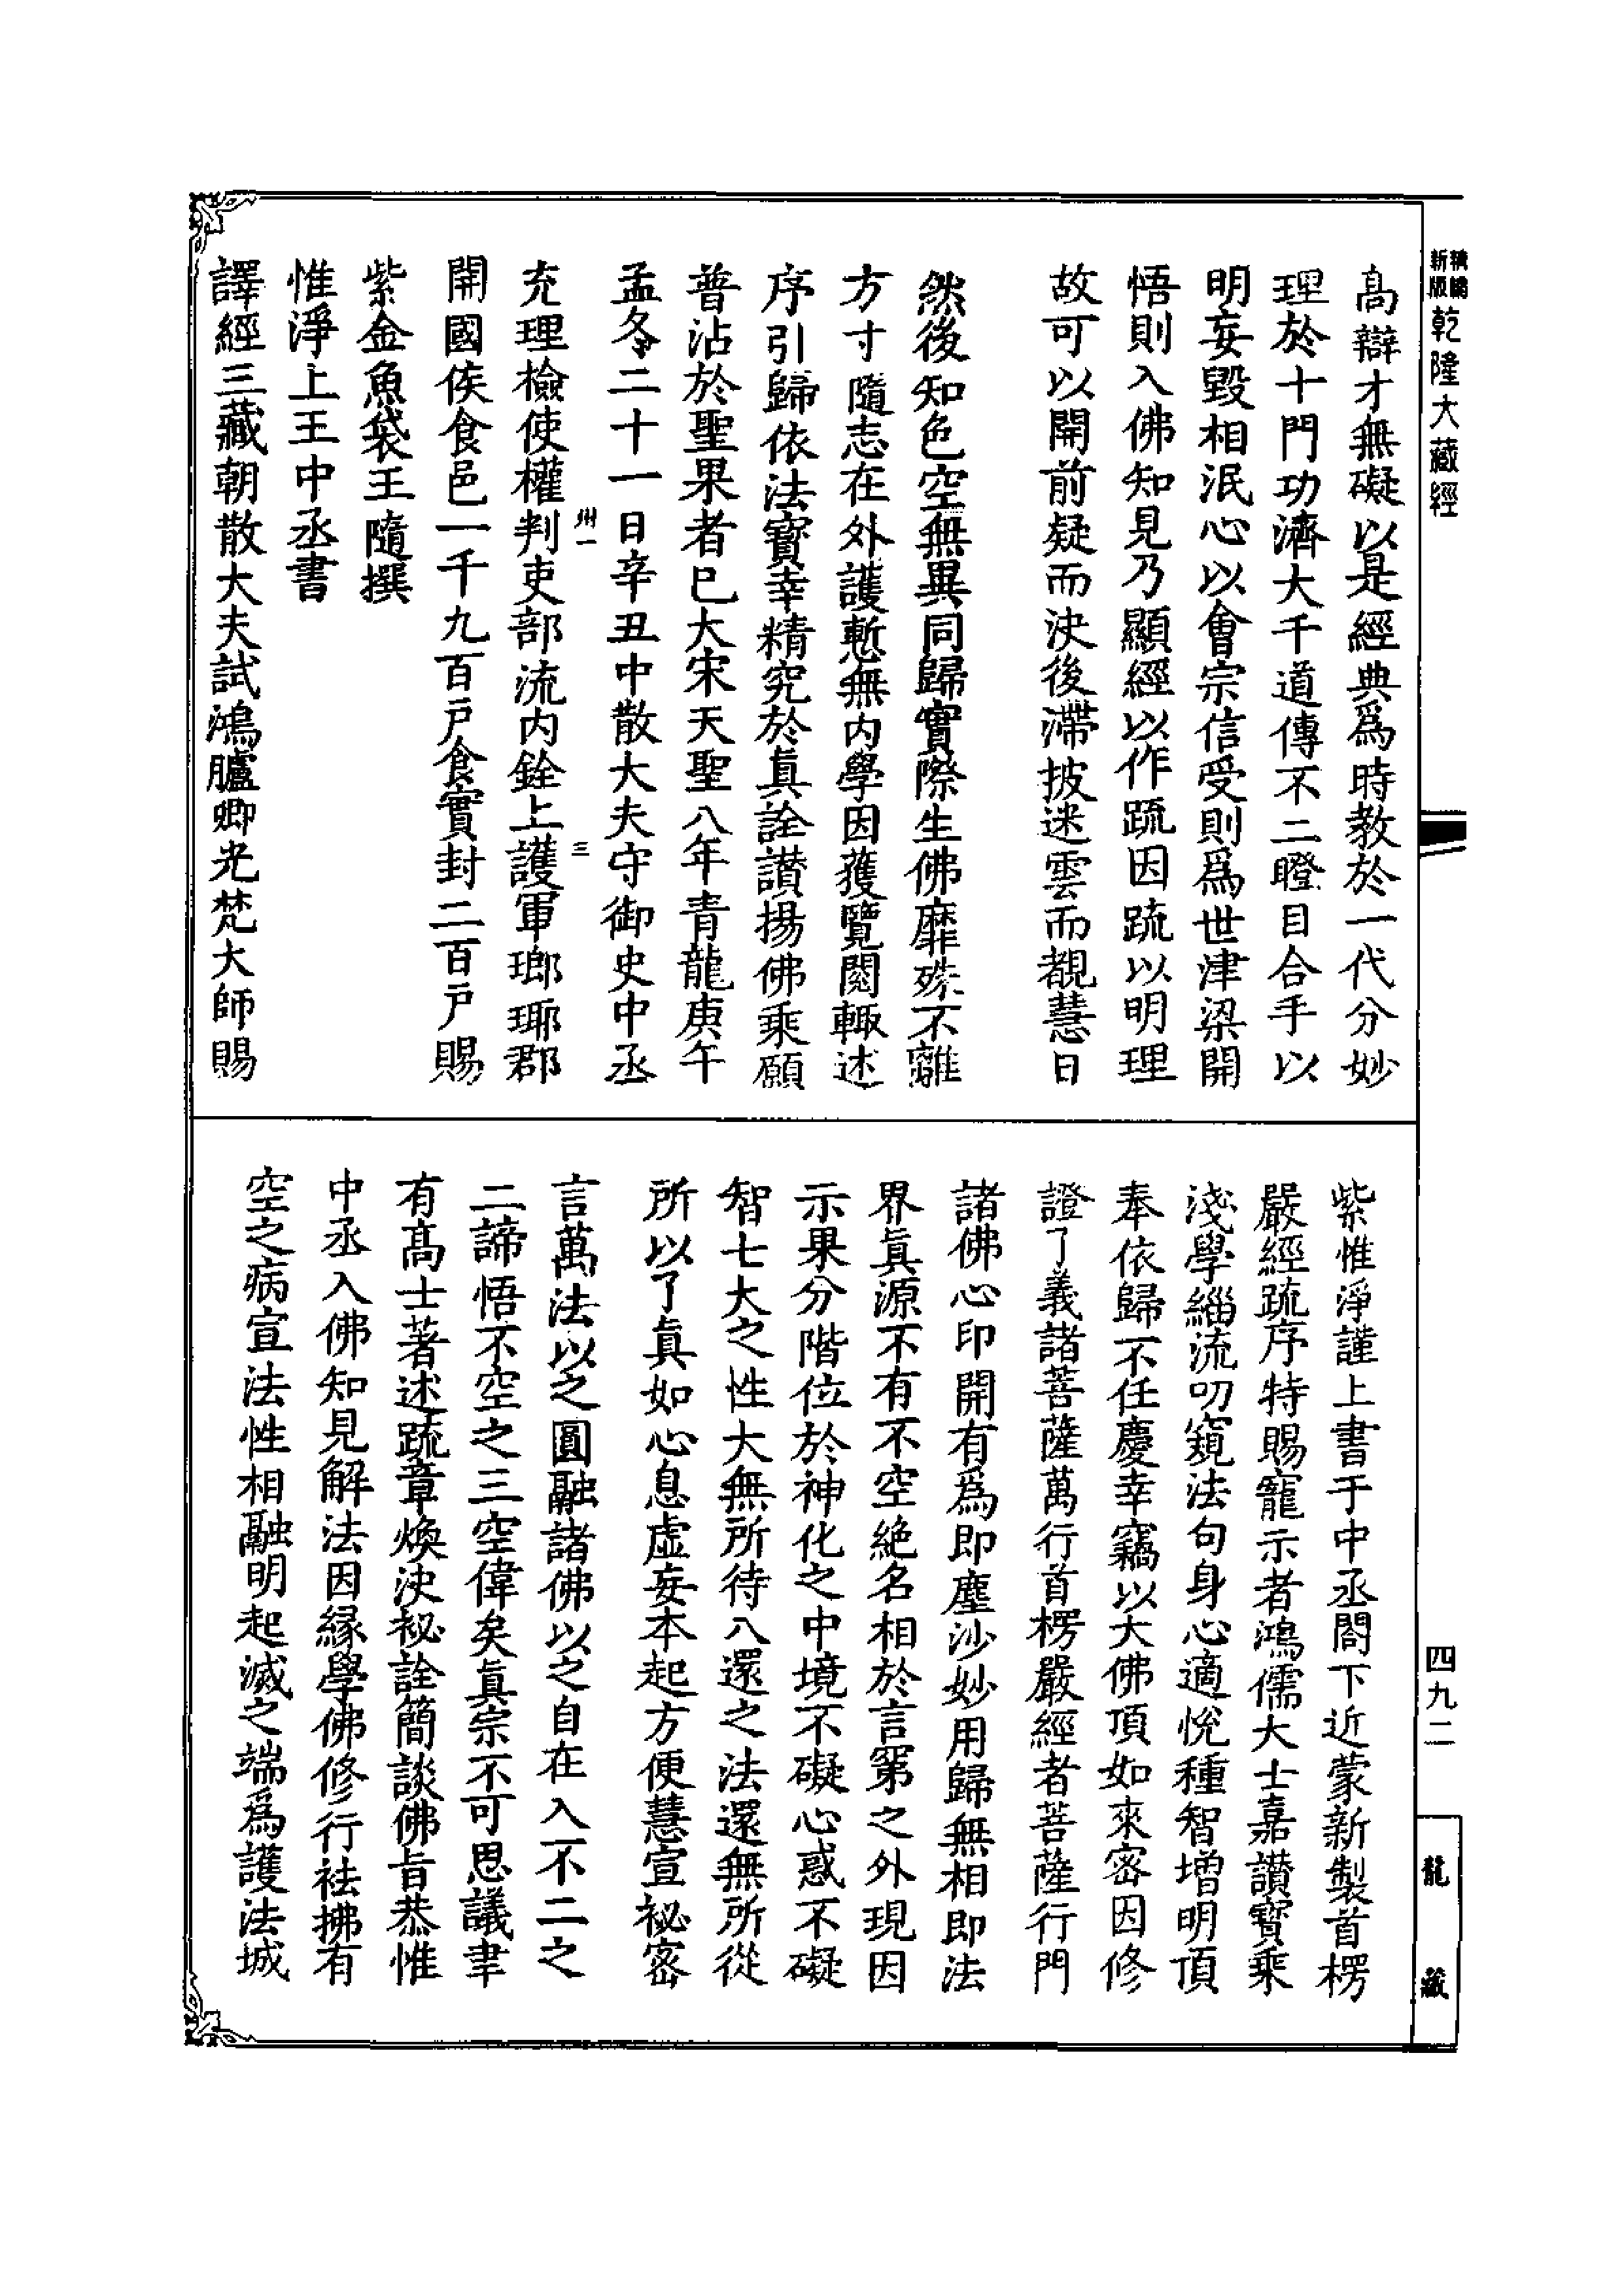 新版
乾隆大藏經
高辯才無礙以是經典爲時教於一代分妙
理於十門功濟大千道傳不二瞪目合手以
明妄毀相泯心以會宗信受則爲世津梁開
悟則入佛知見乃顯經以作疏因疏以明理
故可以開前疑而決後滯披迷雲而覩慧日
然後知色空無異同歸實際生佛靡殊不離
方寸隨志在外護慙無內學因獲覽閱輙述
序引歸依法寶幸精究於眞詮讚揚佛乘願
普沾於聖果者巳大宋天聖八年青龍庚午
孟冬二十一日辛丑中散大夫守御史中丞
州一 三
充理檢使權判吏部流内銓上護軍瑯琊郡
開國侯食邑一千九百戸食實封二百戸賜
紫金魚袋王隨撰
惟淨上王中丞書
譯經三藏朝散大夫試鴻臚卿光梵大師賜
紫惟淨謹上書于中丞閣下近蒙新製首楞
嚴經疏序特賜寵示者鴻儒大士嘉讚寶乘
淺學緇流叨窺法句身心適悅種智增明頂
奉依歸不任慶幸竊以大佛頂如來密因修
證了義諸菩薩萬行首楞嚴經者菩薩行門
諸佛心印開有爲即塵沙妙用歸無相即法
界眞源不有不空絶名相於言第之外現因
示果分階位於神化之中境不礙心惑不礙
智七大之性大無所待八還之法還無所從
所以了眞如心息虛妄本起方便慧宣祕密
言萬法以之圓融諸佛以之自在入不二之
二諦悟不空之三空偉矣眞宗不可思議聿
有高士著述疏章煥決祕詮簡談佛旨恭惟
中丞入佛知見解法因緣學佛修行祛拂有
空之病宣法性相融明起滅之端爲護法城
四九二
龍藏